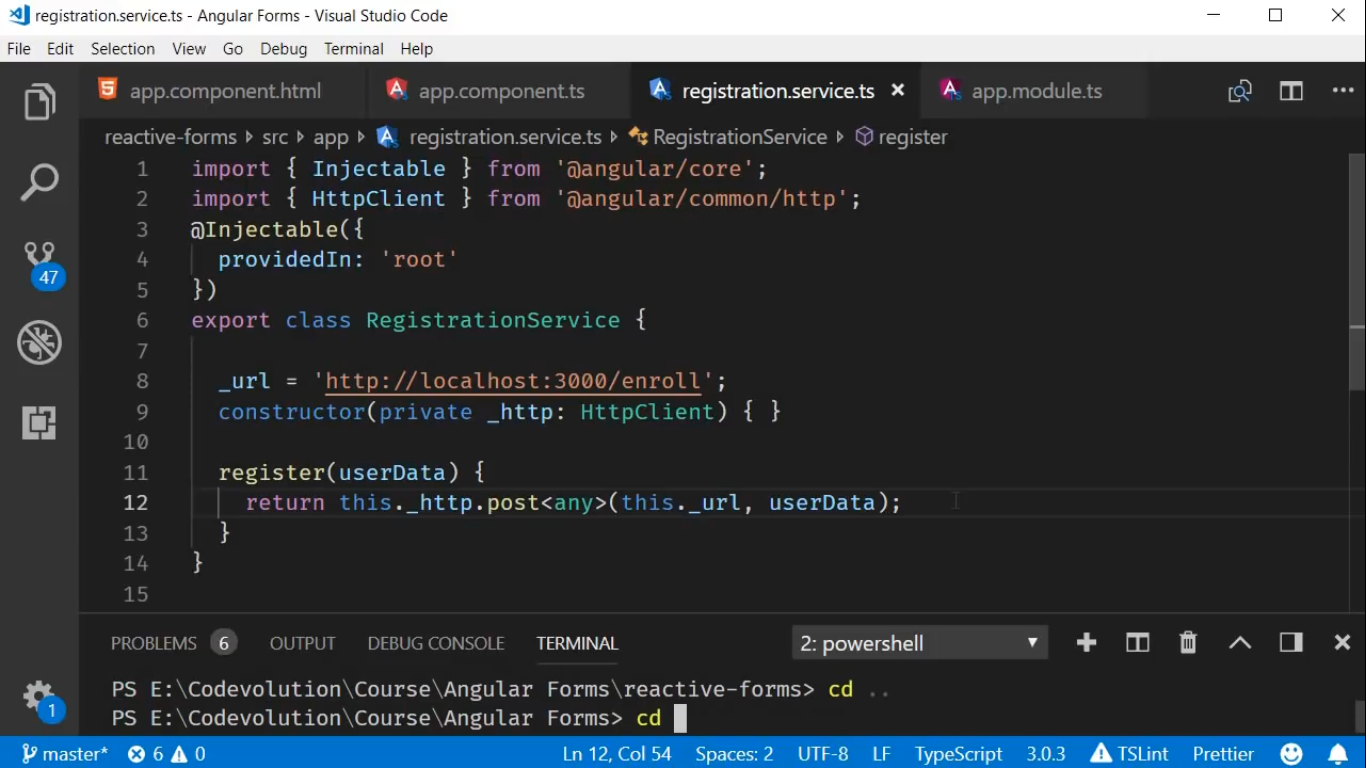 registration.service.ts - Angular Forms - Visual Studio Code
File Edit Selection View Go Debug Terminal Help
app.component.html app.component.ts registration.service.ts app.module.ts
reactive-forms src app registration.service.ts RegistrationService register
1 import { Injectable } from '@angular/core';
2 import { HttpClient } from '@angular/common/http';
3 @Injectable({
4 providedIn: 'root'
5 })
6 export class RegistrationService {
7
8 _url = 'http://localhost:3000/enroll';
9 constructor(private _http: HttpClient) { }
10
11 register(userData) {
12 return this._http.post<any>(this._url, userData);
13 }
14 }
15
47
PROBLEMS 6 OUTPUT DEBUG CONSOLE TERMINAL 2: powershell
PS E:\Codevolution\Course\Angular Forms\reactive-forms> cd ..
PS E:\Codevolution\Course\Angular Forms> cd
1
master* 6 0 Ln 12, Col 54 Spaces: 2 UTF-8 LF TypeScript 3.0.3 TSLint Prettier